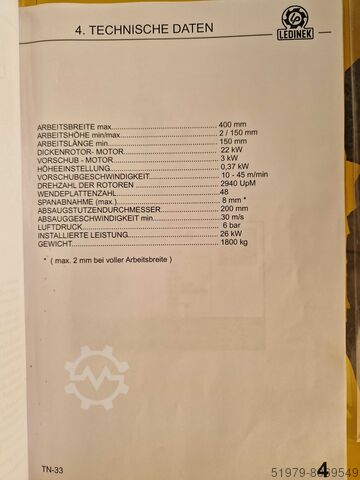 4. TECHNISCHE DATEN
LEDINEK
ARBEITSBREITE max. 400 mm
ARBEITSHÖHE min/max. 2 / 150 mm
ARBEITSLÄNGE min. 150 mm
DICKENROTOR- MOTOR 22 kW
VORSCHUB - MOTOR 3 kW
HÖHEEINSTELLUNG 0,37 kW
VORSCHUBGESCHWINDIGKEIT 10 - 45 m/min
DREHZAHL DER ROTOREN 2940 UpM
WENDEPLATTENZAHL 48
SPANABNAHME (max.) 8 mm *
ABSAUGSTUTZENDURCHMESSER 200 mm
ABSAUGGESCHWINDIGKEIT min. 30 m/s
LUFTDRUCK 6 bar
INSTALLIERTE LEISTUNG 26 kW
GEWICHT 1800 kg
* ( max. 2 mm bei voller Arbeitsbreite )
TN-33
4